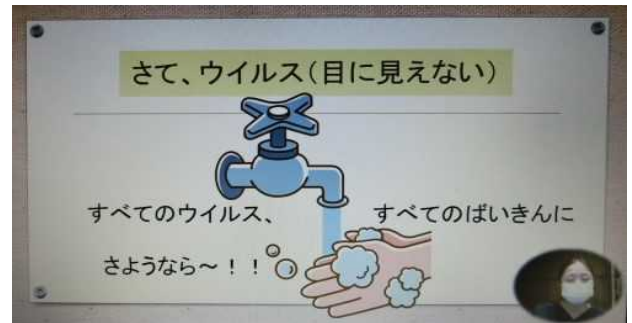 さて、ウイルス(目に見えない)
すべてのウイルス、 すべてのばいきんに
さようなら～！！